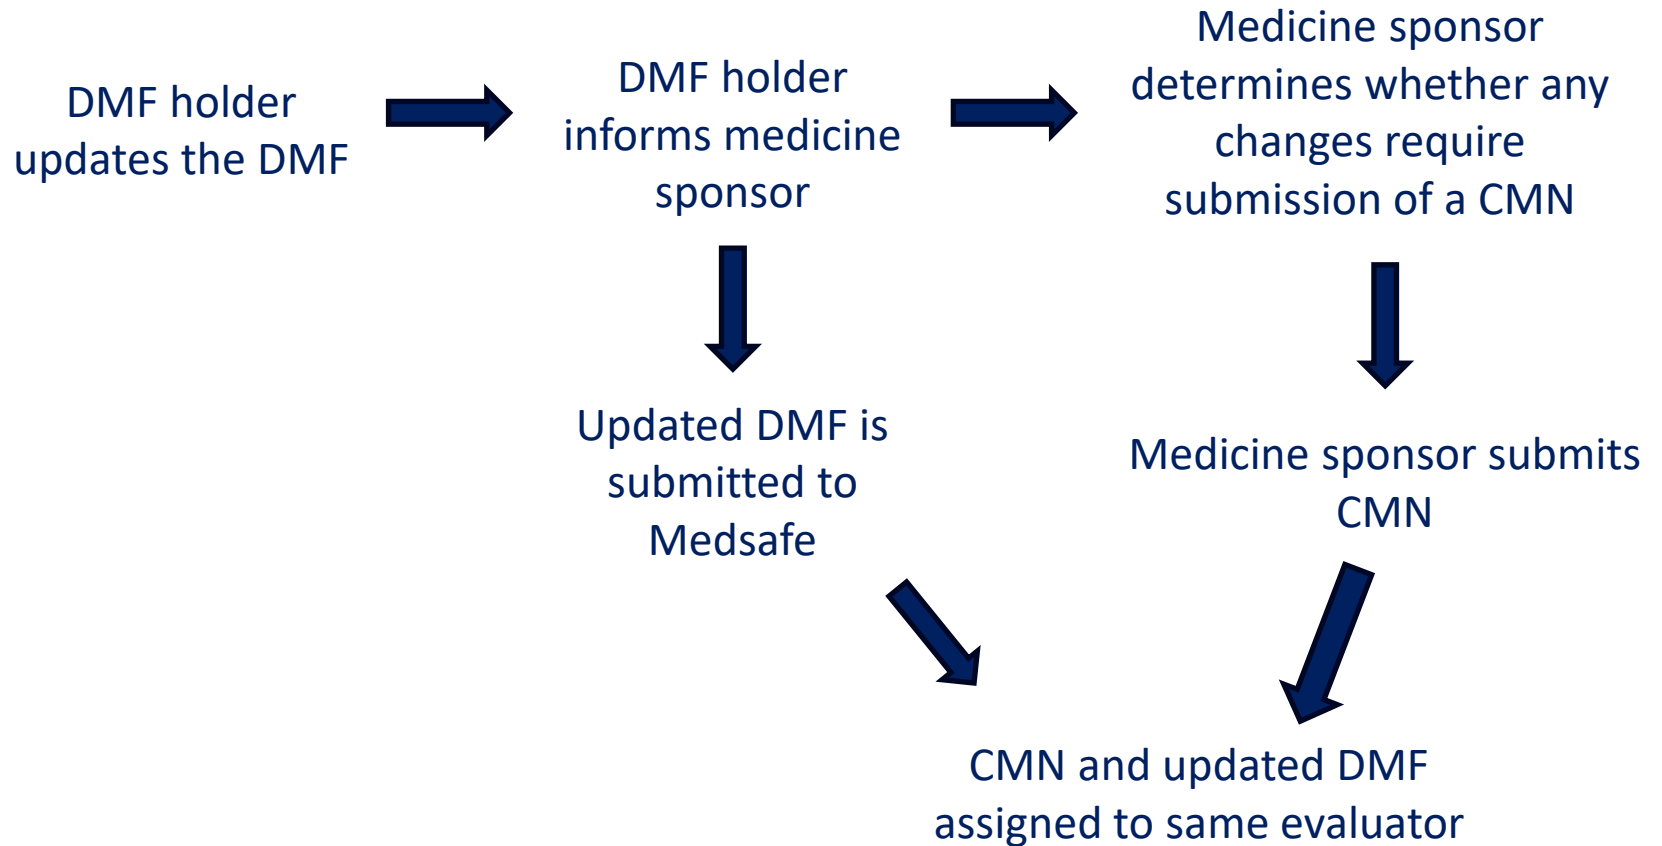 DMF holder
updates the DMF
DMF holder
informs medicine
sponsor
Medicine sponsor
determines whether any
changes require
submission of a CMN
Updated DMF is
submitted to
Medsafe
Medicine sponsor submits
CMN
CMN and updated DMF
assigned to same evaluator